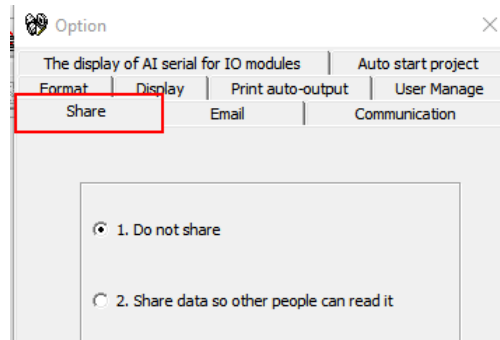 Option
The display of AI serial for IO modules Auto start project
Format Display Print auto-output User Manage
Share Email Communication
1. Do not share
2. Share data so other people can read it